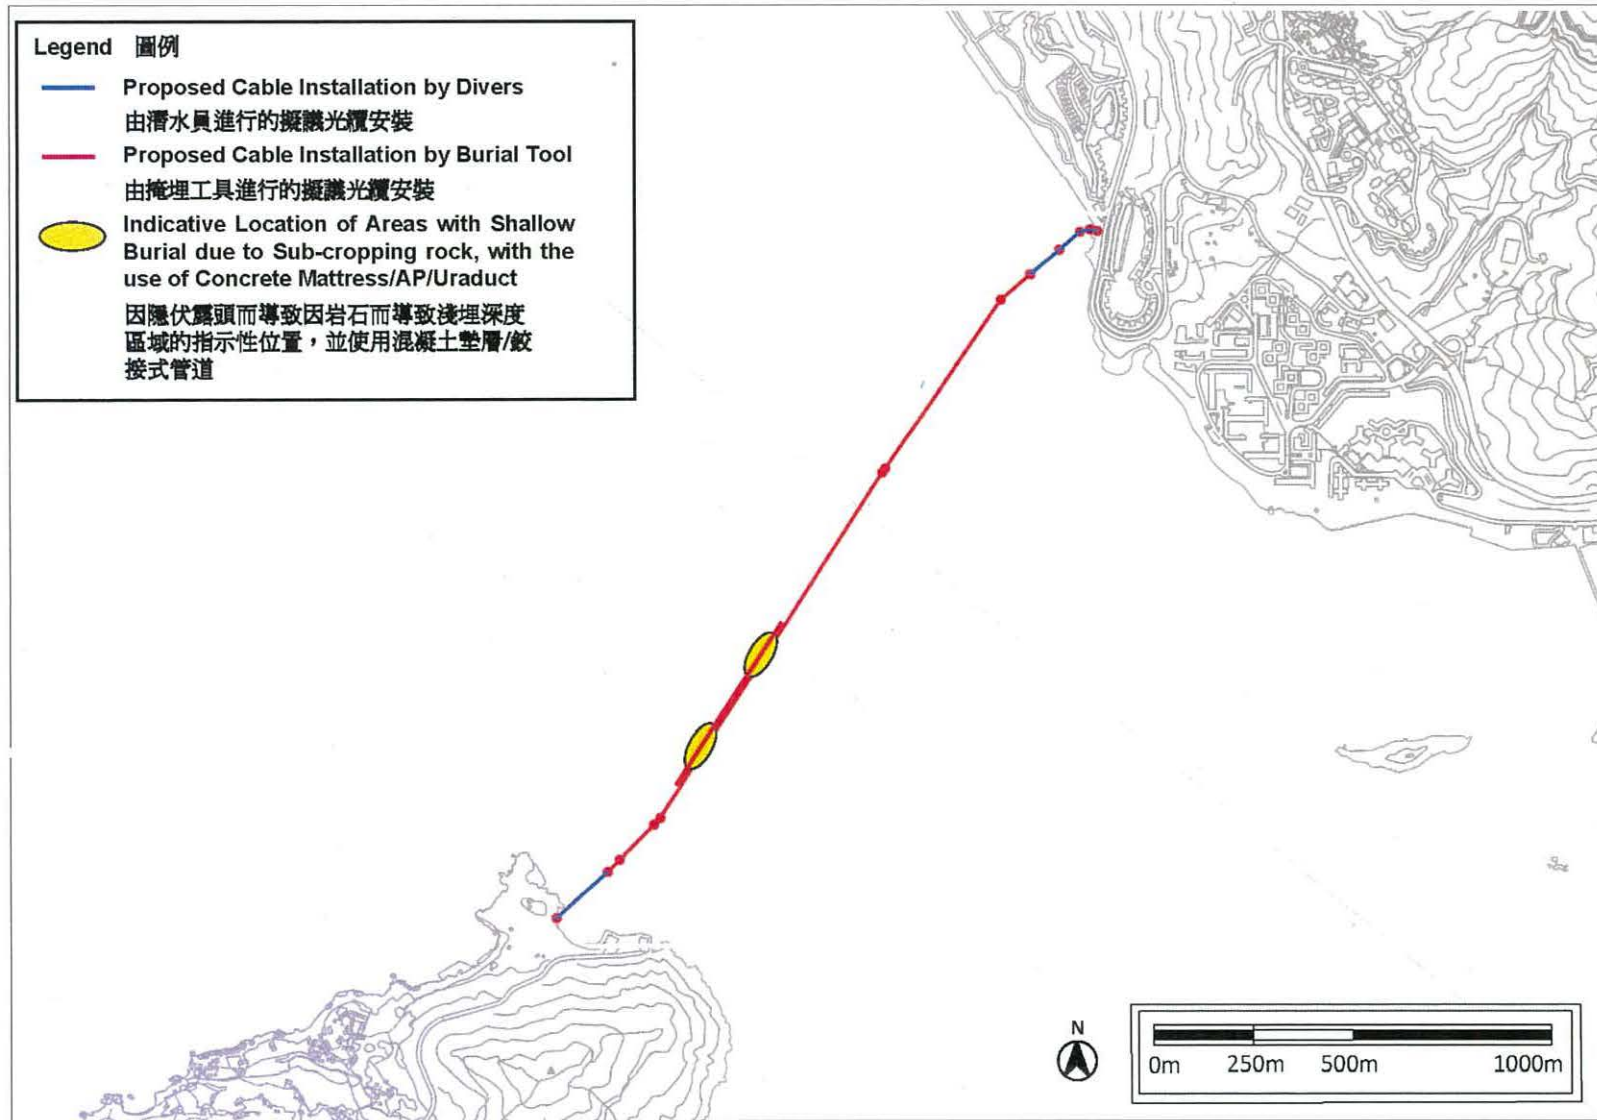 Legend 圖例
Proposed Cable Installation by Divers
由潛水員進行的擬議光纜安裝
Proposed Cable Installation by Burial Tool
由掩埋工具進行的擬議光纜安裝
Indicative Location of Areas with Shallow
Burial due to Sub-cropping rock, with the
use of Concrete Mattress/AP/Uraduct
因隱伏露頭而導致因岩石而導致淺埋深度
區域的指示性位置，並使用混凝土墊層/鉸
接式管道
N
0m 250m 500m 1000m